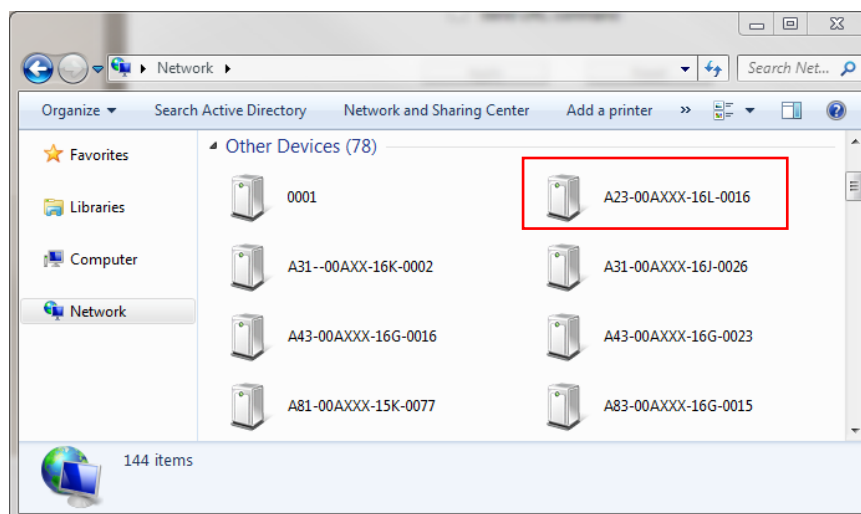 Network
Search Net...
Organize Search Active Directory Network and Sharing Center Add a printer »
Favorites
Libraries
Computer
Network
Other Devices (78)
0001 A23-00AXXX-16L-0016
A31--00AXX-16K-0002 A31-00AXXX-16J-0026
A43-00AXXX-16G-0016 A43-00AXXX-16G-0023
A81-00AXXX-15K-0077 A83-00AXXX-16G-0015
144 items